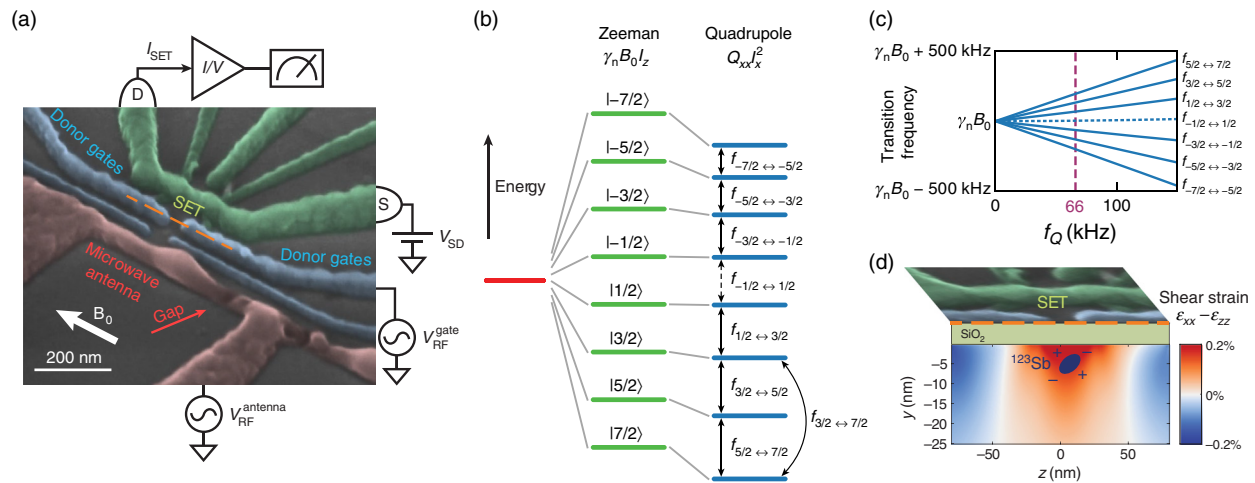 (a)
I_SET
I/V
D
Donor gates
SET
S
V_SD
Microwave
antenna
Donor gates
Gap
B_0
200 nm
V_RF^gate
V_RF^antenna
(b)
Energy
Zeeman
γ_nB_0I_z
Quadrupole
Q_xxI_x^2
|−7/2⟩
|−5/2⟩
|−3/2⟩
|−1/2⟩
|1/2⟩
|3/2⟩
|5/2⟩
|7/2⟩
f_−7/2 ↔ −5/2
f_−5/2 ↔ −3/2
f_−3/2 ↔ −1/2
f_−1/2 ↔ 1/2
f_1/2 ↔ 3/2
f_3/2 ↔ 5/2
f_5/2 ↔ 7/2
f_3/2 ↔ 7/2
(c)
Transition
frequency
γ_nB_0 + 500 kHz
γ_nB_0
γ_nB_0 − 500 kHz
f_5/2 ↔ 7/2
f_3/2 ↔ 5/2
f_1/2 ↔ 3/2
f_−1/2 ↔ 1/2
f_−3/2 ↔ −1/2
f_−5/2 ↔ −3/2
f_−7/2 ↔ −5/2
0
66
100
f_Q (kHz)
(d)
SET
SiO_2
^123Sb
+
−
−
+
y (nm)
−5
−10
−15
−20
−25
−50
0
50
z (nm)
Shear strain
ε_xx − ε_zz
0.2%
0%
−0.2%